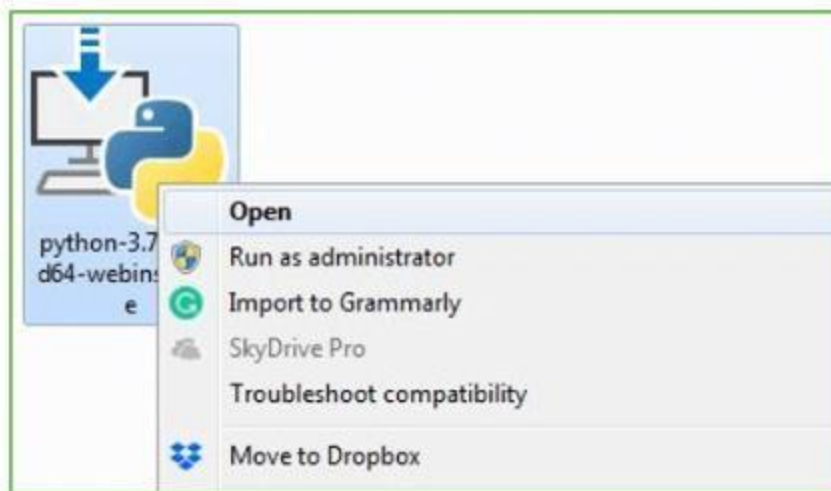 python-3.7
d64-webins
e
Open
Run as administrator
Import to Grammarly
SkyDrive Pro
Troubleshoot compatibility
Move to Dropbox